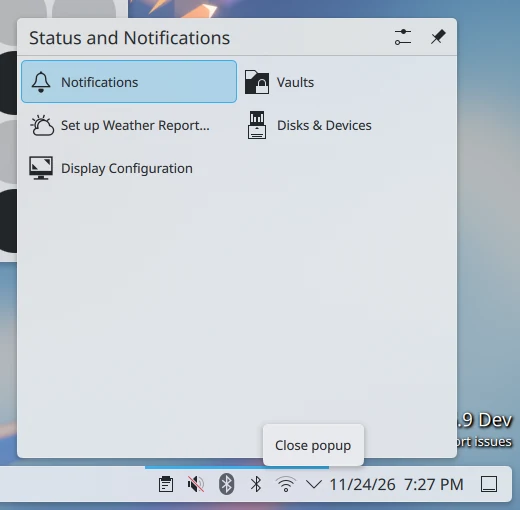 Status and Notifications
Notifications
Vaults
Set up Weather Report...
Disks & Devices
Display Configuration
.9 Dev
ort issues
Close popup
11/24/26 7:27 PM